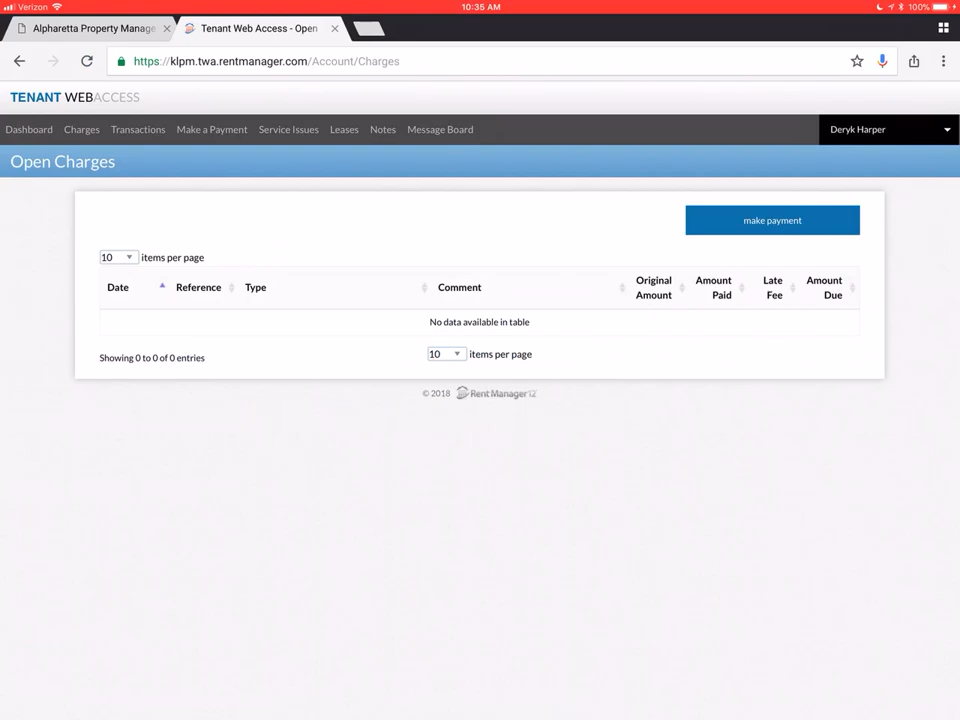 Verizon 10:35 AM 100%
Alpharetta Property Manage × Tenant Web Access - Open ×
https://klpm.twa.rentmanager.com/Account/Charges
TENANT WEBACCESS
Dashboard Charges Transactions Make a Payment Service Issues Leases Notes Message Board Deryk Harper
Open Charges
make payment
10 items per page
Date Reference Type Comment Original Amount Amount Paid Late Fee Amount Due
No data available in table
Showing 0 to 0 of 0 entries 10 items per page
© 2018 Rent Manager 12